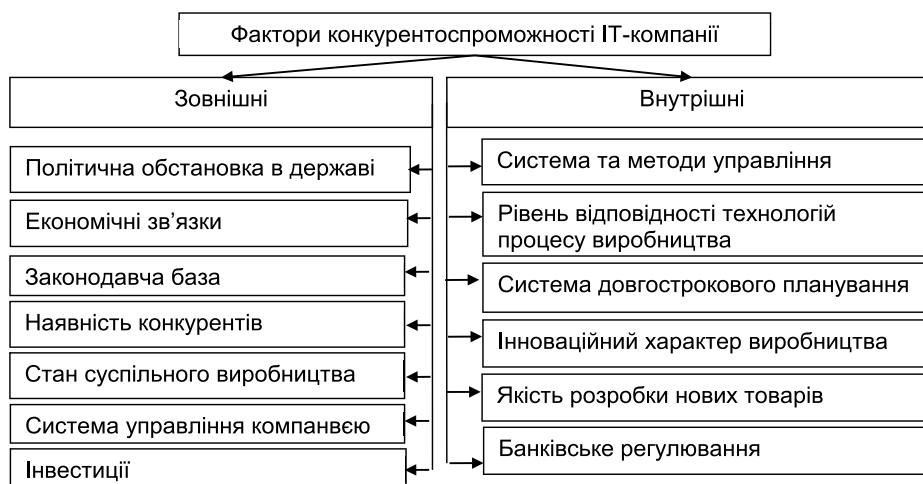 Фактори конкурентоспроможності ІТ-компанії
Зовнішні
Політична обстановка в державі
Економічні зв’язки
Законодавча база
Наявність конкурентів
Стан суспільного виробництва
Система управління компанвєю
Інвестиції
Внутрішні
Система та методи управління
Рівень відповідності технологій
процесу виробництва
Система довгострокового планування
Інноваційний характер виробництва
Якість розробки нових товарів
Банківське регулювання